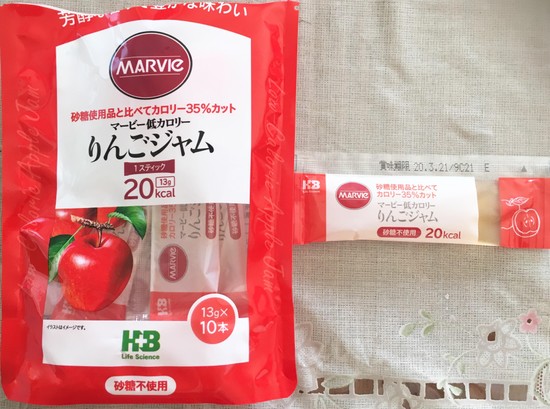 MARVIE
砂糖使用品と比べてカロリー35%カット
マービー低カロリー
りんごジャム
1スティック
13g
20kcal
13g×
10本
イラストはイメージです。
H+B
Life Science
砂糖不使用
賞味期限 20.3.21/9021 E
H+B
MARVIE
砂糖使用品と比べて
カロリー35%カット
マービー低カロリー
りんごジャム
砂糖不使用 20kcal